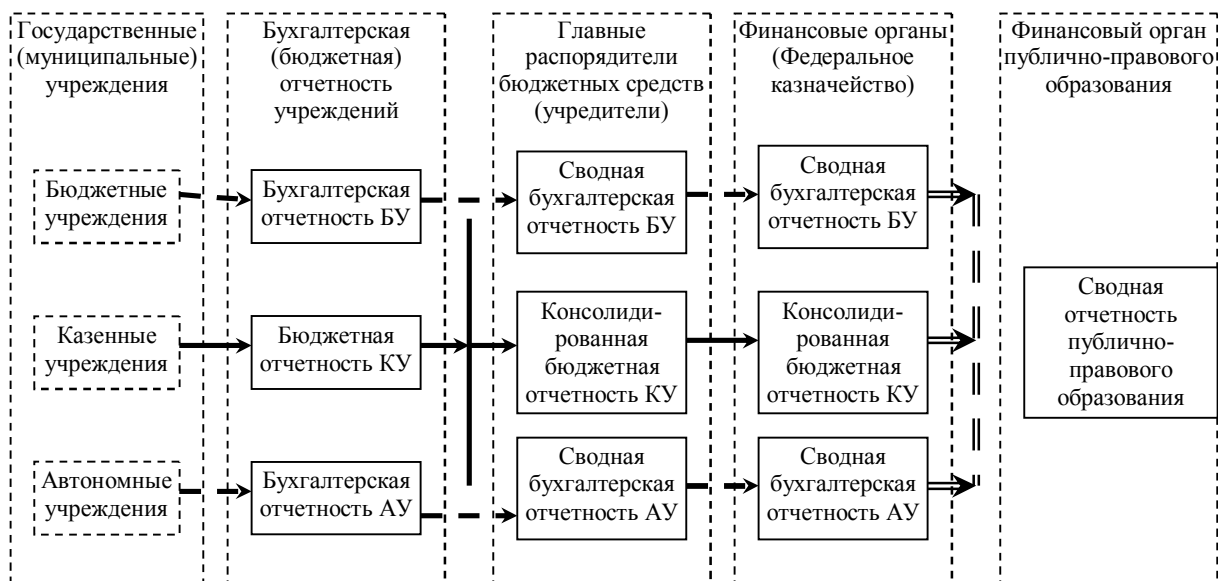 Государственные
(муниципальные)
учреждения
Бухгалтерская
(бюджетная)
отчетность
учреждений
Главные
распорядители
бюджетных средств
(учредители)
Финансовые органы
(Федеральное
казначейство)
Финансовый орган
публично-правового
образования
Бюджетные
учреждения
Бухгалтерская
отчетность БУ
Сводная
бухгалтерская
отчетность БУ
Сводная
бухгалтерская
отчетность БУ
Казенные
учреждения
Бюджетная
отчетность КУ
Консолиди-
рованная
бюджетная
отчетность КУ
Консолиди-
рованная
бюджетная
отчетность КУ
Сводная
отчетность
публично-
правового
образования
Автономные
учреждения
Бухгалтерская
отчетность АУ
Сводная
бухгалтерская
отчетность АУ
Сводная
бухгалтерская
отчетность АУ